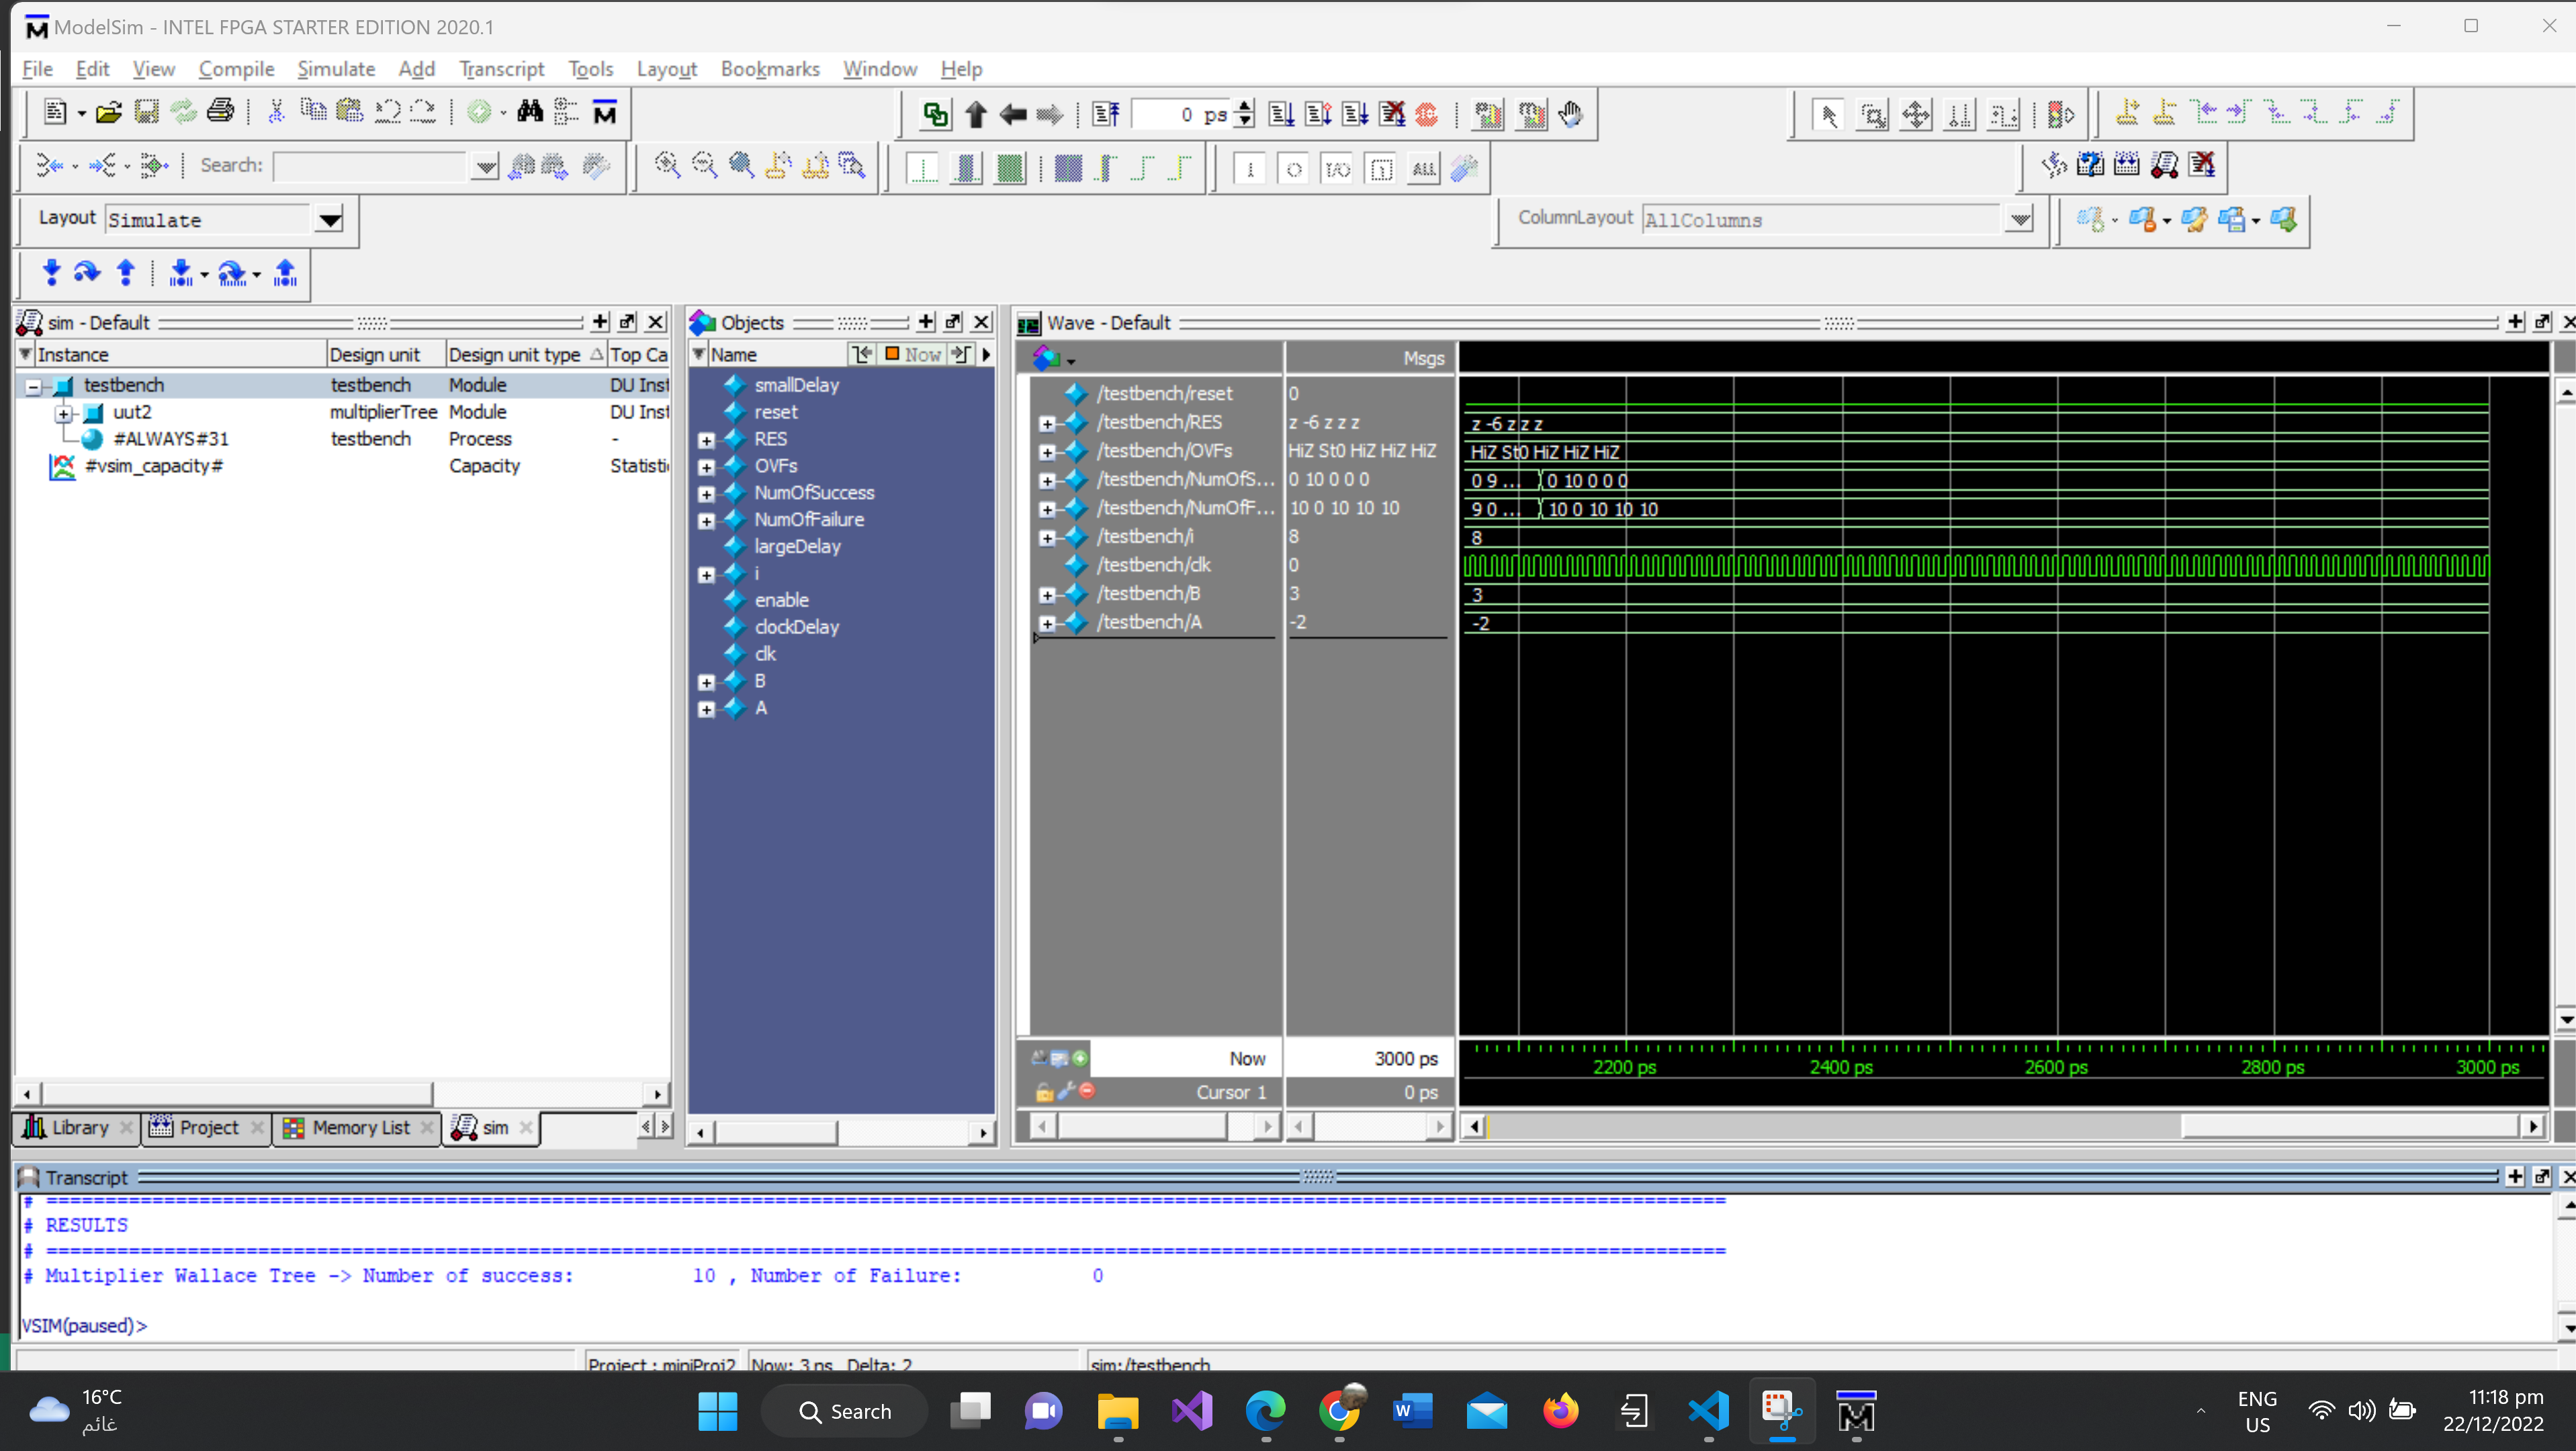 ModelSim - INTEL FPGA STARTER EDITION 2020.1
File Edit View Compile Simulate Add Transcript Tools Layout Bookmarks Window Help
0 ps
Search:
ALL
Layout Simulate
ColumnLayout AllColumns
sim - Default
Instance Design unit Design unit type Top Ca
testbench testbench Module DU Inst
uut2 multiplierTree Module DU Inst
#ALWAYS#31 testbench Process -
#vsim_capacity# Capacity Statisti
Library Project Memory List sim
Objects
Name Now
smallDelay
reset
RES
OVFs
NumOfSuccess
NumOfFailure
largeDelay
i
enable
clockDelay
clk
B
A
Wave - Default
Msgs
/testbench/reset 0
/testbench/RES z -6 z z z z -6 z z z
/testbench/OVFs HiZ St0 HiZ HiZ HiZ HiZ St0 HiZ HiZ HiZ
/testbench/NumOfS... 0 10 0 0 0 0 9 ... 0 10 0 0 0
/testbench/NumOfF... 10 0 10 10 10 9 0 ... 10 0 10 10 10
/testbench/i 8 8
/testbench/clk 0
/testbench/B 3 3
/testbench/A -2 -2
Now 3000 ps
2200 ps 2400 ps 2600 ps 2800 ps 3000 ps
Cursor 1 0 ps
Transcript
# ==================================================
# RESULTS
# ==================================================
# Multiplier Wallace Tree -> Number of success: 10 , Number of Failure: 0
VSIM(paused)>
Project : miniProj2 Now: 3 ns Delta: 2 sim:/testbench
16°C
غائم
Search
ENG
US
11:18 pm
22/12/2022